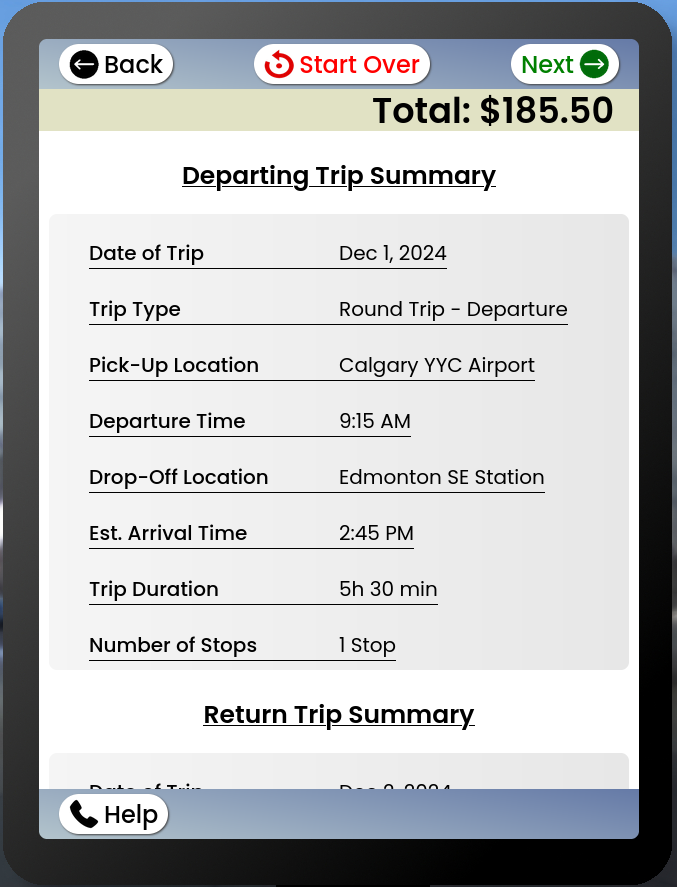 Back Start Over Next
Total: $185.50
Departing Trip Summary
Date of Trip Dec 1, 2024
Trip Type Round Trip - Departure
Pick-Up Location Calgary YYC Airport
Departure Time 9:15 AM
Drop-Off Location Edmonton SE Station
Est. Arrival Time 2:45 PM
Trip Duration 5h 30 min
Number of Stops 1 Stop
Return Trip Summary
Date of Trip
Help